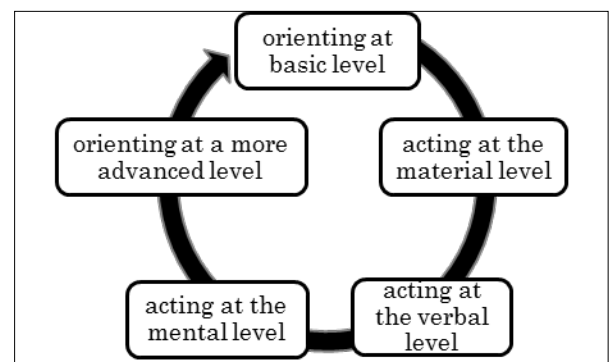 orienting at
basic level
acting at the
material level
acting at
the verbal
level
acting at the
mental level
orienting at a more
advanced level